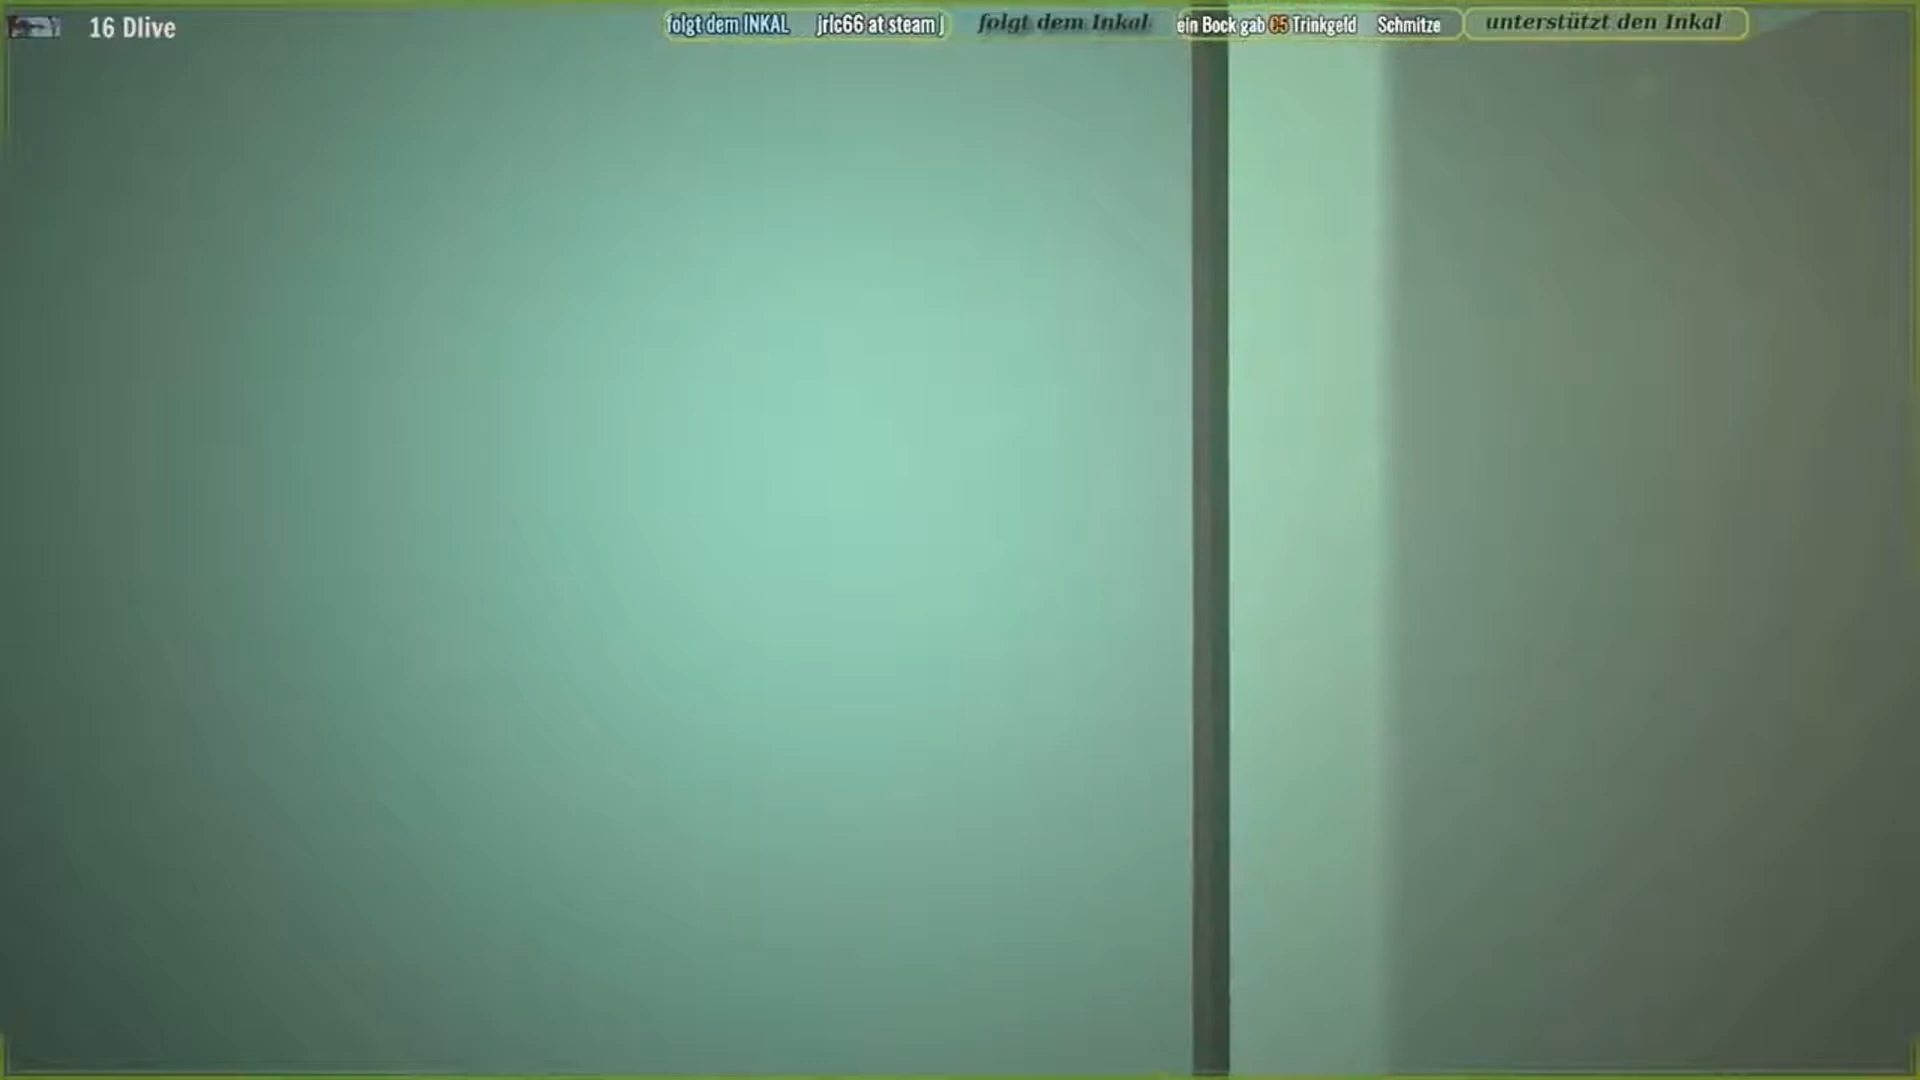 16 Dlive
folgt dem INKAL jrlc66 at steam folgt dem Inkal ein Bock gab 05 Trinkgeld Schmitze unterstützt den Inkal